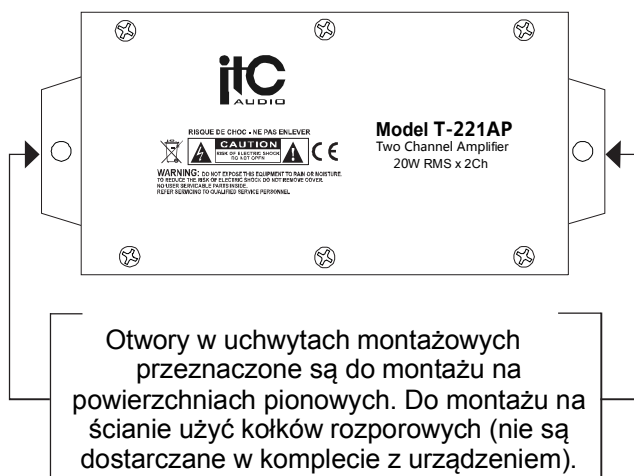 itC
AUDIO
RISQUE DE CHOC - NE PAS ENLEVER
CAUTION
RISK OF ELECTRIC SHOCK
DO NOT OPEN
CE
WARNING: DO NOT EXPOSE THIS EQUIPMENT TO RAIN OR MOISTURE.
TO REDUCE THE RISK OF ELECTRIC SHOCK DO NOT REMOVE COVER.
NO USER SERVICABLE PARTS INSIDE.
REFER SERVICING TO QUALIFIED SERVICE PERSONNEL.
Model T-221AP
Two Channel Amplifier
20W RMS x 2Ch
Otwory w uchwytach montażowych
przeznaczone są do montażu na
powierzchniach pionowych. Do montażu na
ścianie użyć kołków rozporowych (nie są
dostarczane w komplecie z urządzeniem).